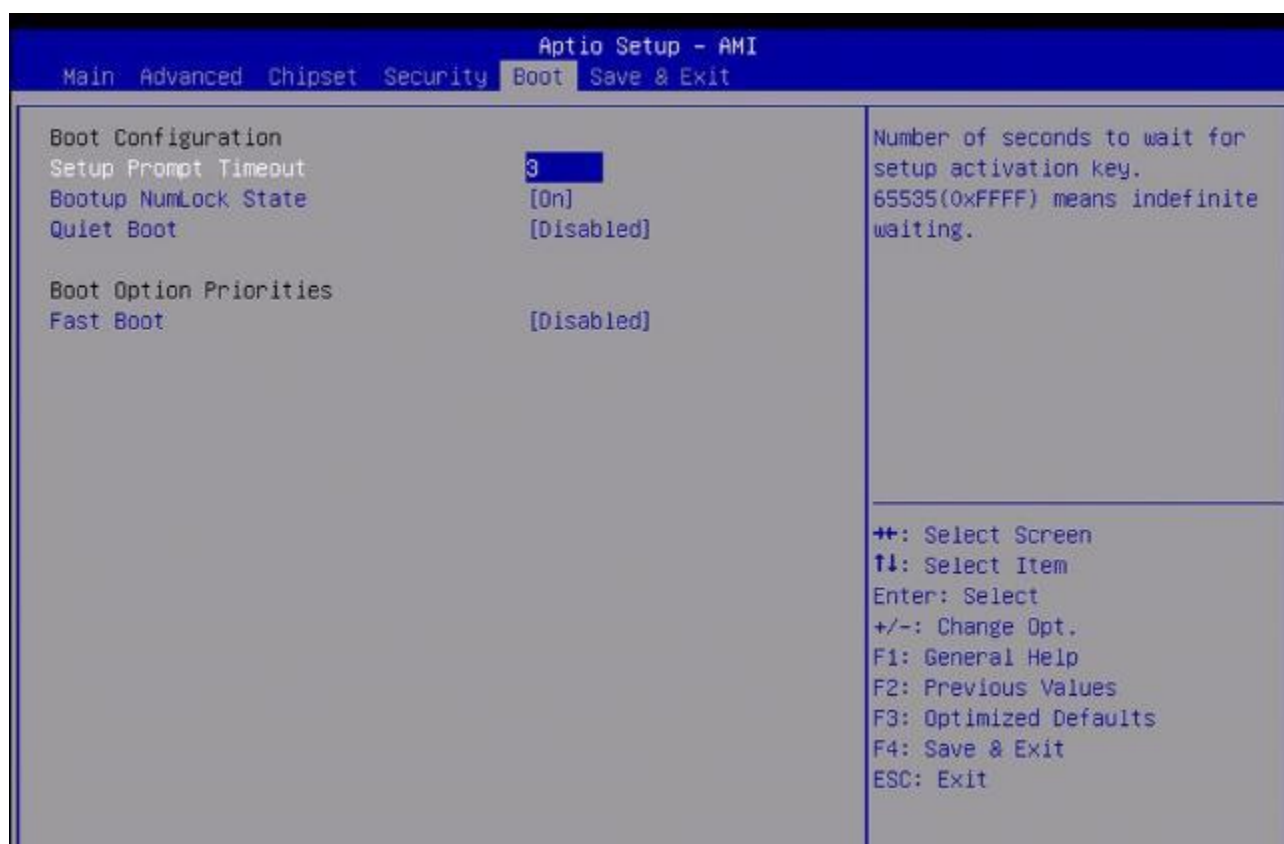 Aptio Setup – AMI
Main Advanced Chipset Security Boot Save & Exit
Boot Configuration
Setup Prompt Timeout 3
Bootup NumLock State [On]
Quiet Boot [Disabled]
Boot Option Priorities
Fast Boot [Disabled]
Number of seconds to wait for
setup activation key.
65535(0xFFFF) means indefinite
waiting.
→←: Select Screen
↑↓: Select Item
Enter: Select
+/-: Change Opt.
F1: General Help
F2: Previous Values
F3: Optimized Defaults
F4: Save & Exit
ESC: Exit